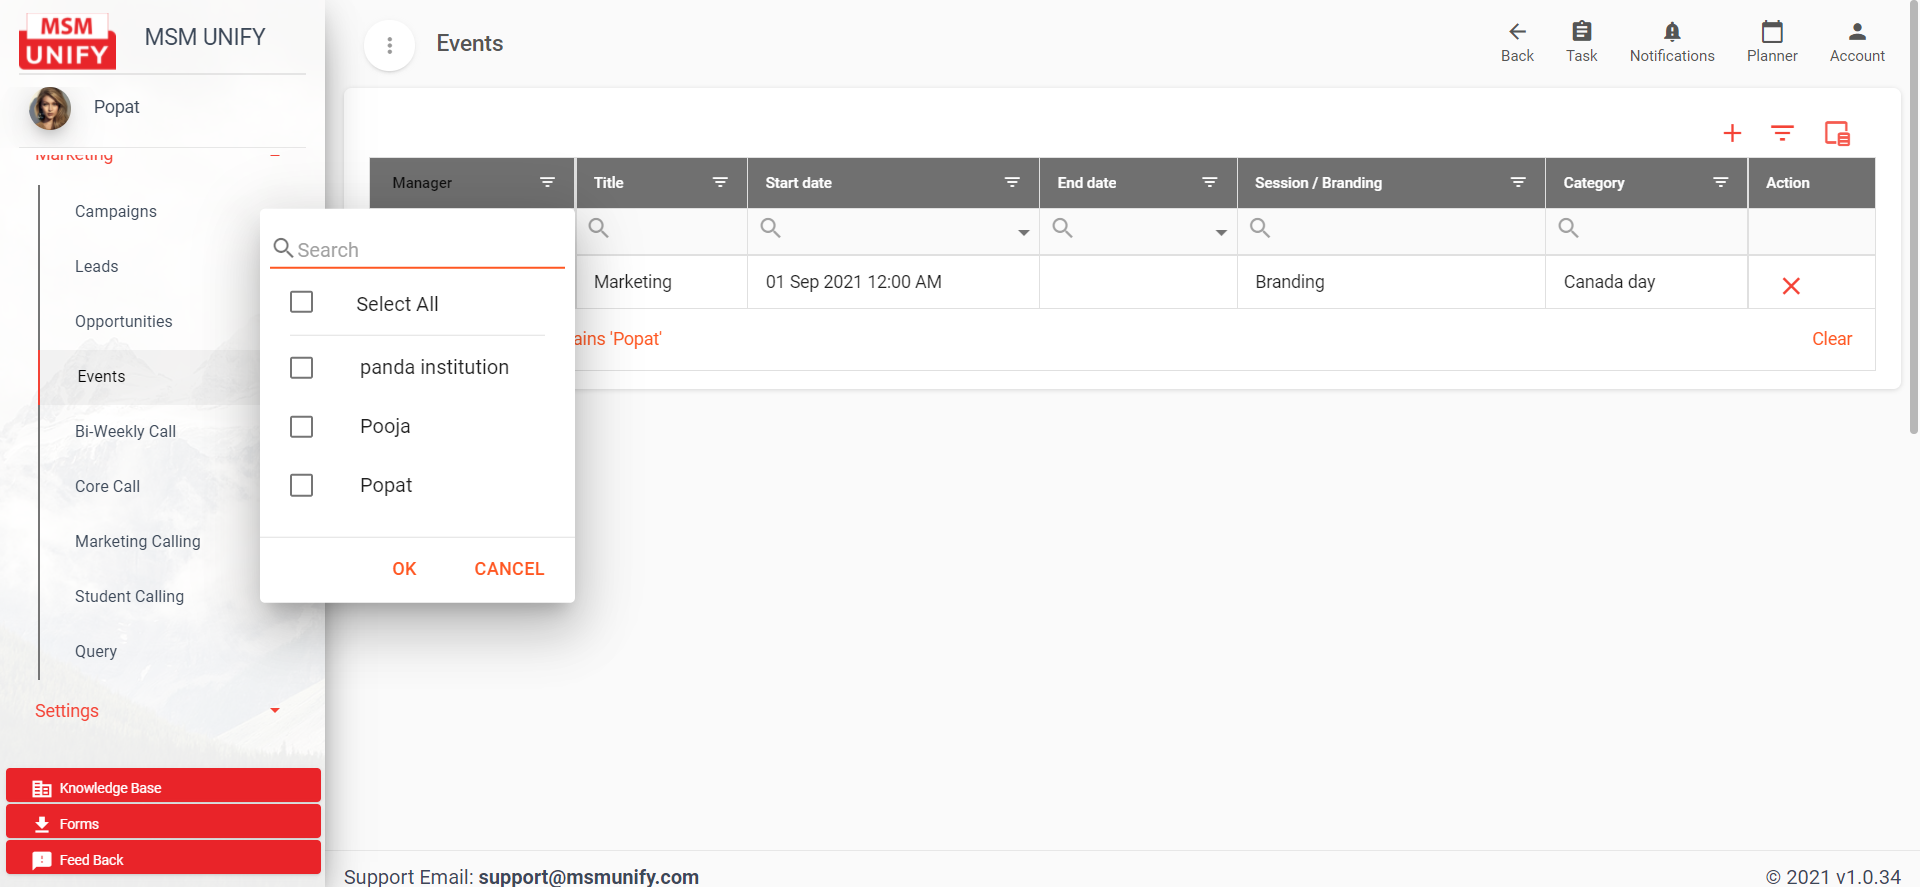 MSM
UNIFY
MSM UNIFY
Popat
Marketing
Campaigns
Leads
Opportunities
Events
Bi-Weekly Call
Core Call
Marketing Calling
Student Calling
Query
Settings
Knowledge Base
Forms
Feed Back
Events
Back
Task
Notifications
Planner
Account
Manager
Title
Start date
End date
Session / Branding
Category
Action
Marketing
01 Sep 2021 12:00 AM
Branding
Canada day
ains 'Popat'
Clear
Search
Select All
panda institution
Pooja
Popat
OK
CANCEL
Support Email: support@msmunify.com
© 2021 v1.0.34